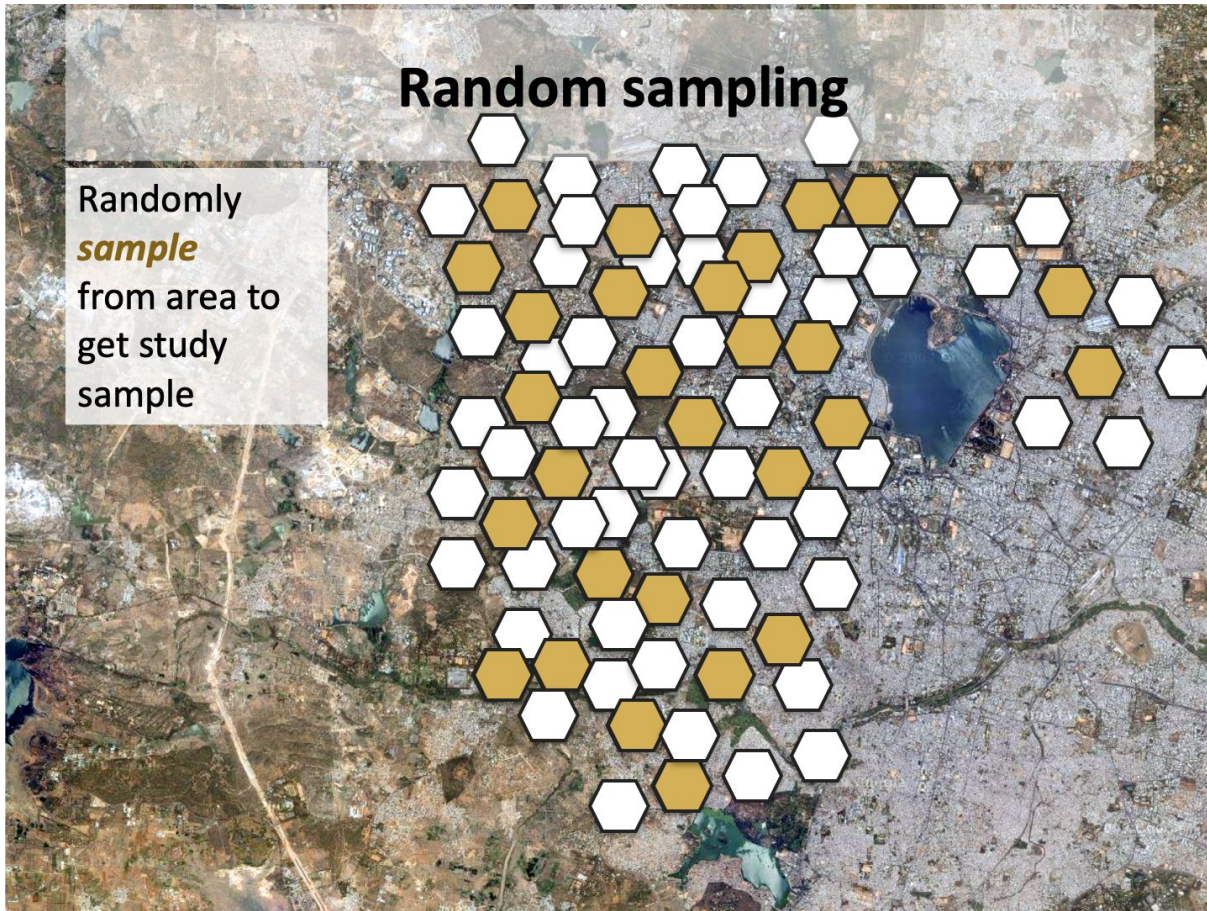 Random sampling
Randomly
sample
from area to
get study
sample